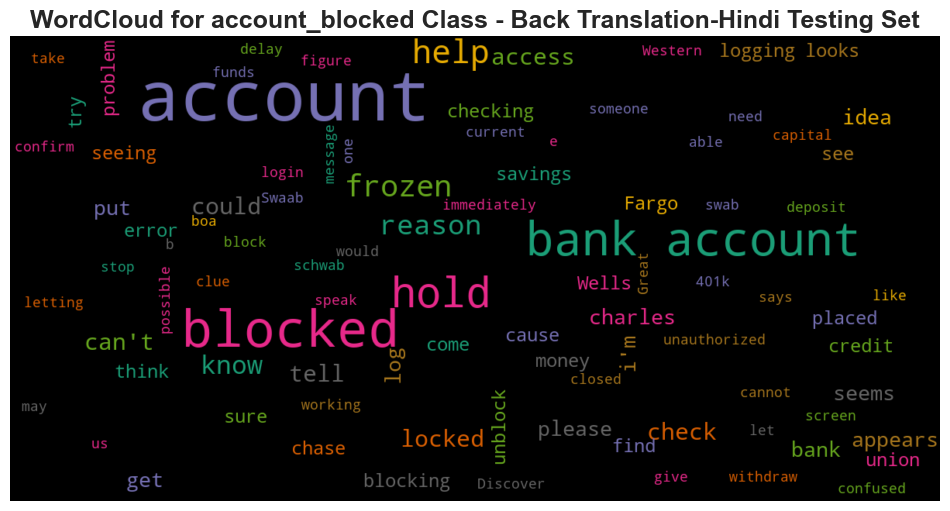 WordCloud for account_blocked Class - Back Translation-Hindi Testing Set
take
delay
funds
figure
problem
help
access
Western
logging looks
account
try
checking
someone
current
need
idea
confirm
seeing
message
one
e
able
capital
see
login
savings
frozen
put
could
Swaab
immediately
Fargo
swab
deposit
error
boa
reason
b
block
would
bank account
stop
schwab
possible
clue
hold
Wells
Great
401k
letting
speak
says
like
blocked
charles
placed
can't
cause
i'm
unauthorized
know
come
log
money
credit
think
tell
closed
may
working
cannot
seems
sure
unblock
please
check
let
screen
us
chase
locked
find
bank
appears
union
get
blocking
Discover
give
withdraw
confused